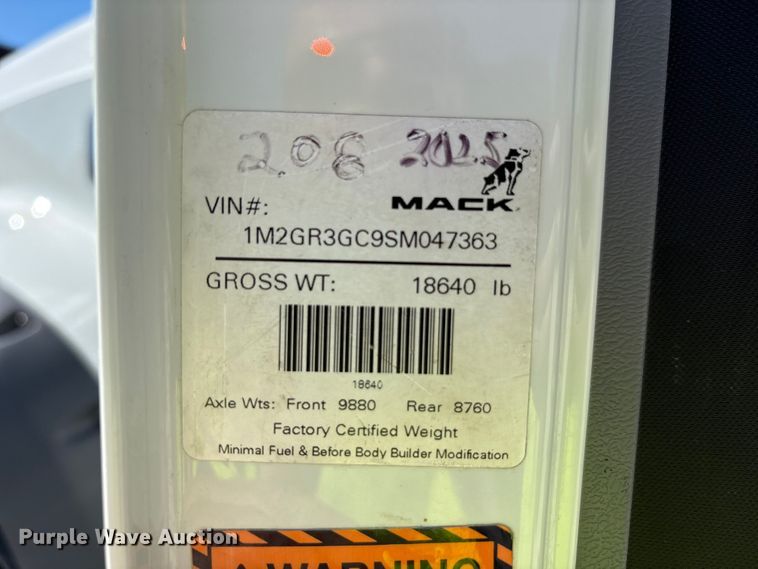 208 2025
VIN#: MACK
1M2GR3GC9SM047363
GROSS WT: 18640 lb
18640
Axle Wts: Front 9880 Rear 8760
Factory Certified Weight
Minimal Fuel & Before Body Builder Modification
Purple Wave Auction
WARNING